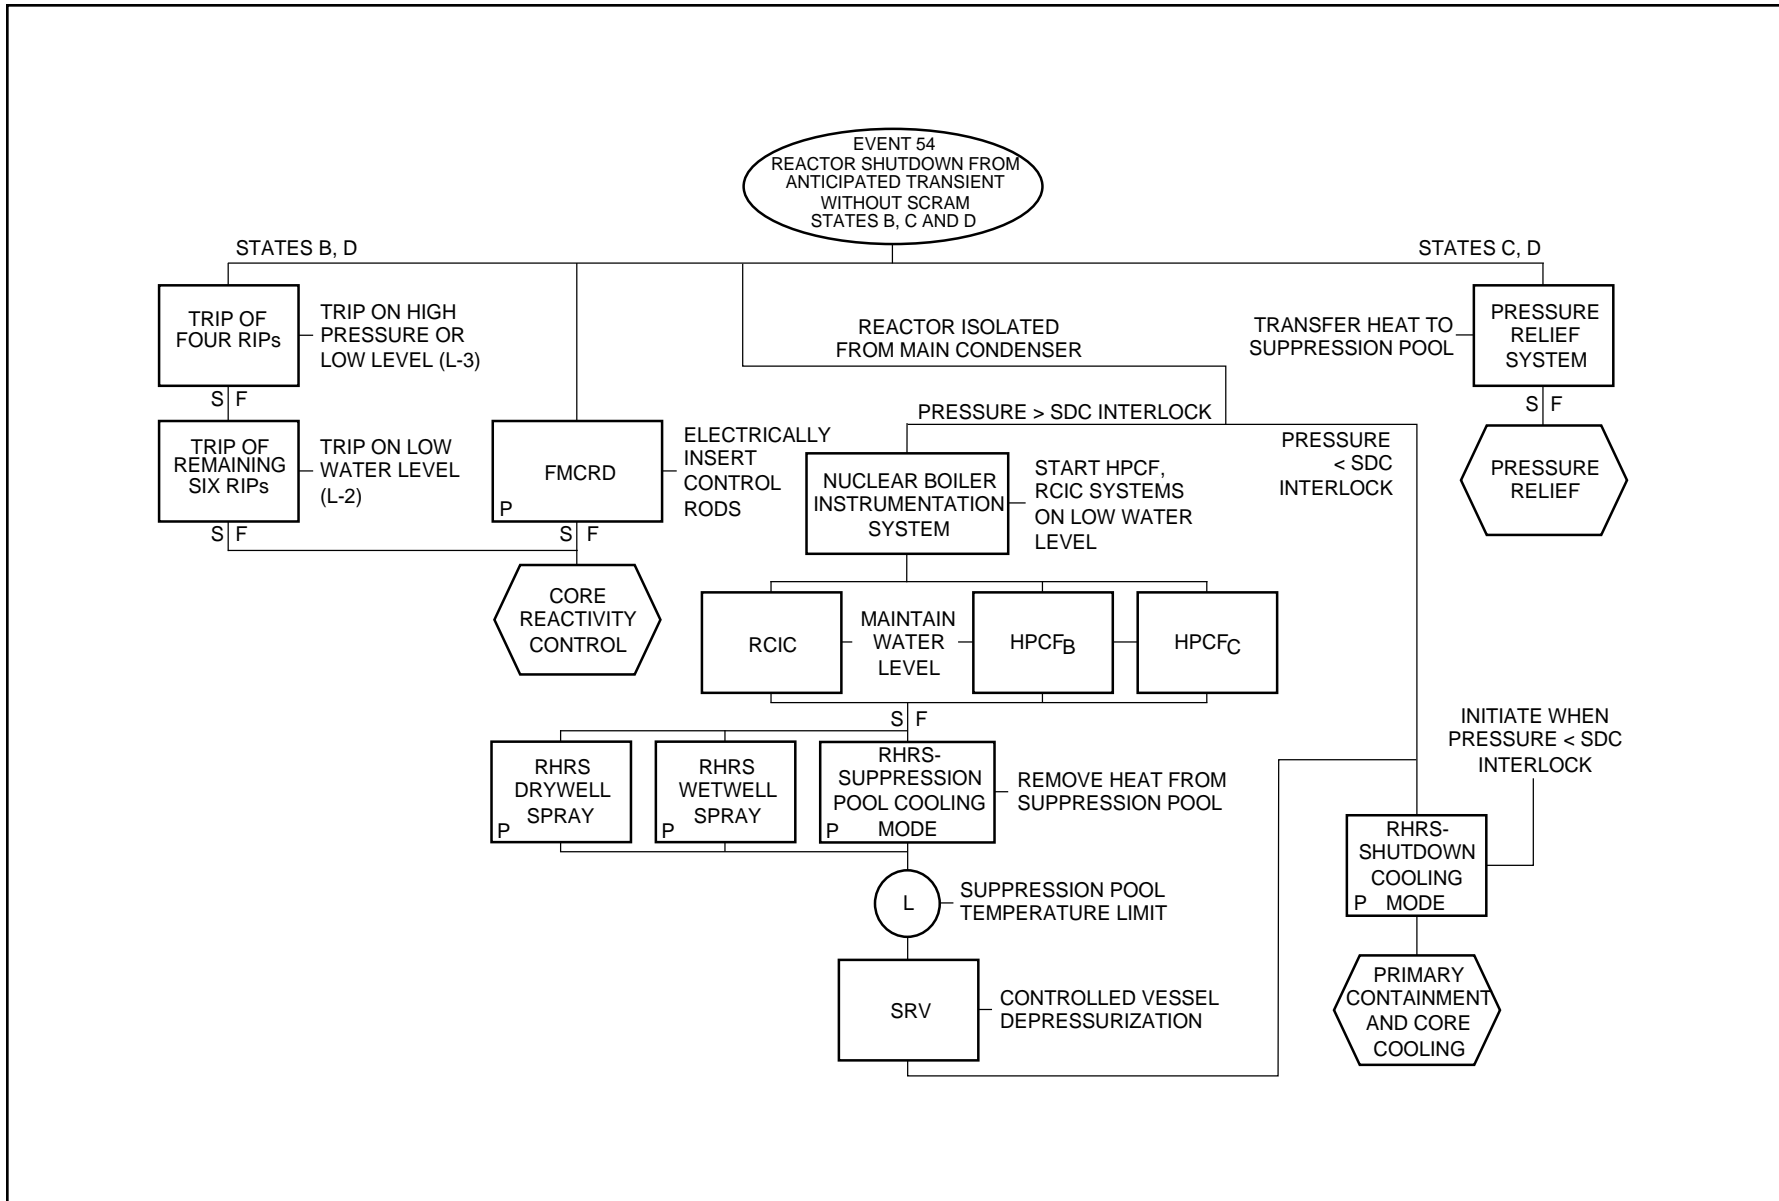 EVENT 54
REACTOR SHUTDOWN FROM
ANTICIPATED TRANSIENT
WITHOUT SCRAM
STATES B, C AND D
STATES B, D
STATES C, D
TRIP OF
FOUR RIPs
TRIP ON HIGH
PRESSURE OR
LOW LEVEL (L-3)
S F
TRIP OF
REMAINING
SIX RIPs
TRIP ON LOW
WATER LEVEL
(L-2)
S F
FMCRD
P
ELECTRICALLY
INSERT
CONTROL
RODS
S F
CORE
REACTIVITY
CONTROL
REACTOR ISOLATED
FROM MAIN CONDENSER
PRESSURE > SDC INTERLOCK
PRESSURE
< SDC
INTERLOCK
TRANSFER HEAT TO
SUPPRESSION POOL
PRESSURE
RELIEF
SYSTEM
S F
PRESSURE
RELIEF
NUCLEAR BOILER
INSTRUMENTATION
SYSTEM
START HPCF,
RCIC SYSTEMS
ON LOW WATER
LEVEL
RCIC
MAINTAIN
WATER
LEVEL
HPCFB
HPCFC
S F
RHRS
DRYWELL
SPRAY
P
RHRS
WETWELL
SPRAY
P
RHRS-
SUPPRESSION
POOL COOLING
P MODE
REMOVE HEAT FROM
SUPPRESSION POOL
L
SUPPRESSION POOL
TEMPERATURE LIMIT
SRV
CONTROLLED VESSEL
DEPRESSURIZATION
INITIATE WHEN
PRESSURE < SDC
INTERLOCK
RHRS-
SHUTDOWN
COOLING
P MODE
PRIMARY
CONTAINMENT
AND CORE
COOLING